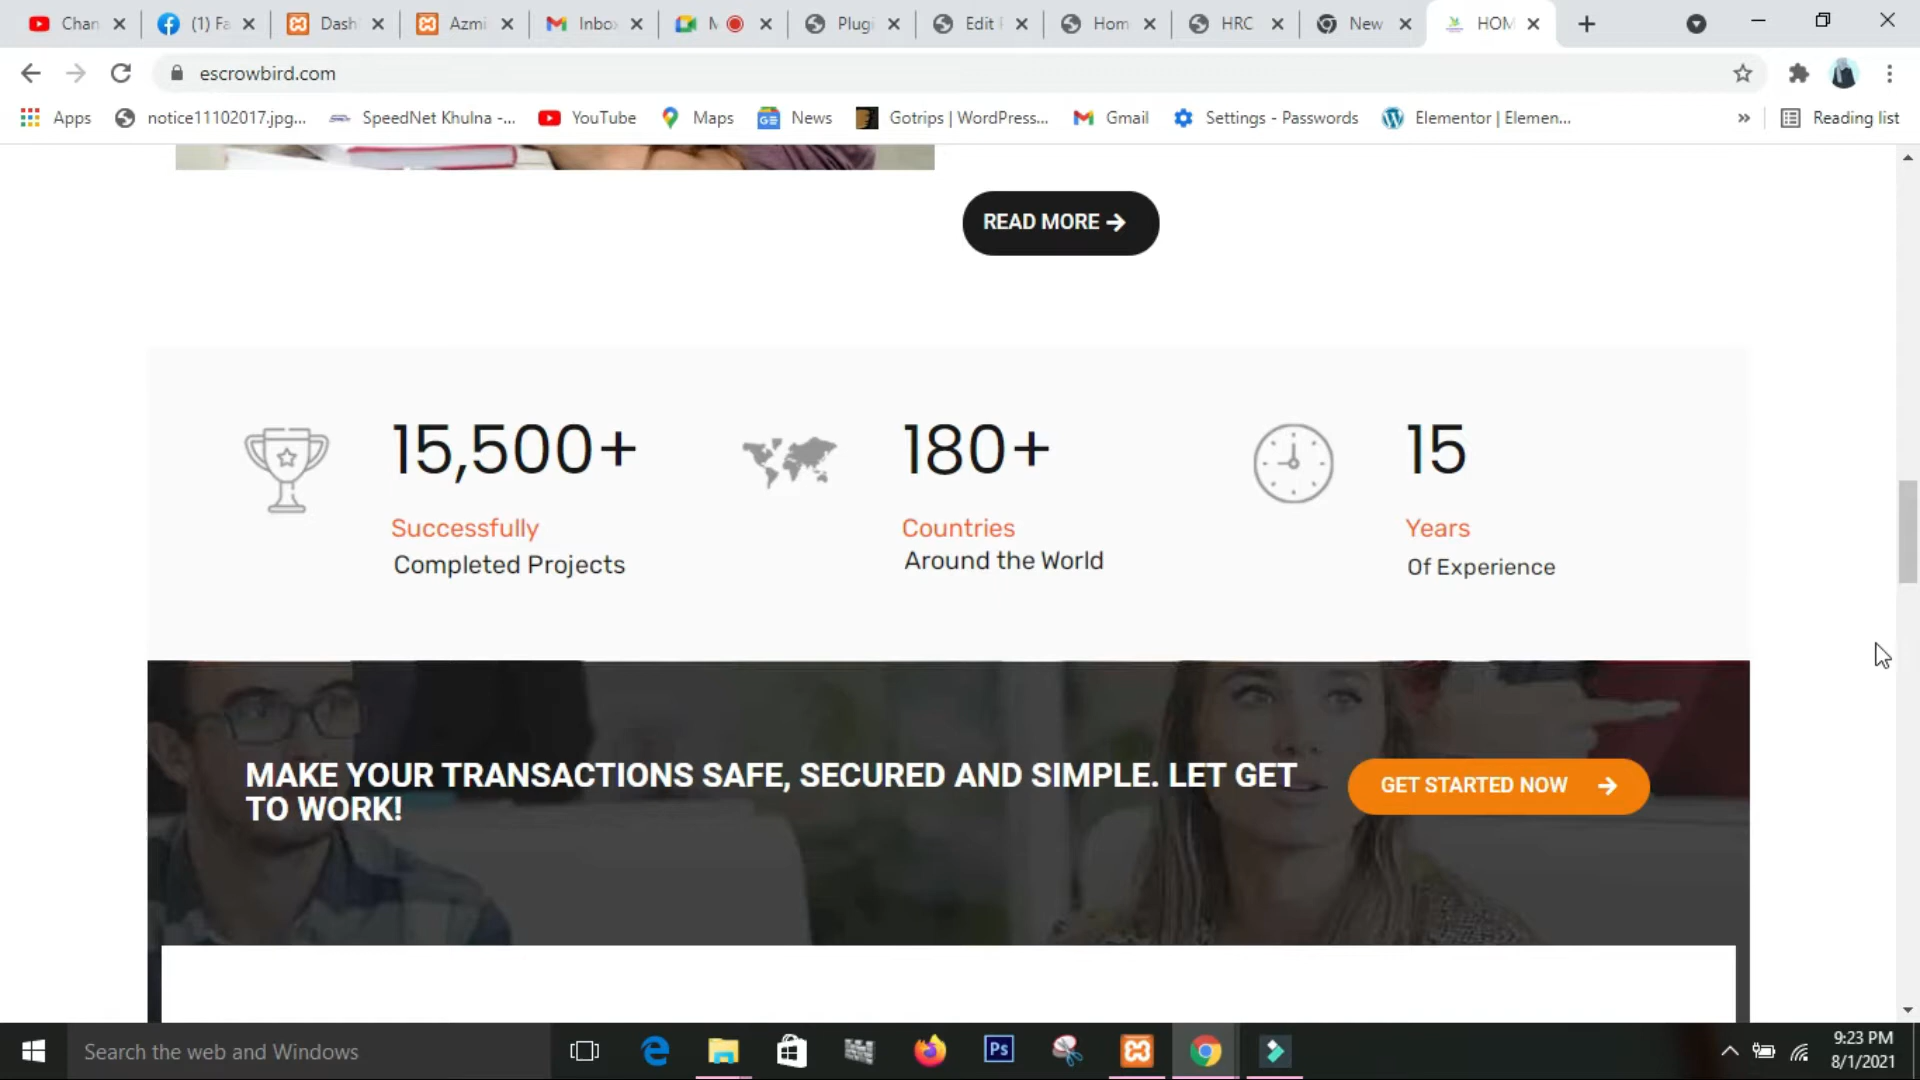 Chan
(1) Fa
Dash
Azmi
Inbo
M
Plugi
Edit
Hom
HRC
New
HOM
escrowbird.com
Apps
notice11102017.jpg...
SpeedNet Khulna -...
YouTube
Maps
News
Gotrips | WordPress...
Gmail
Settings - Passwords
Elementor | Elemen...
»
Reading list
READ MORE →
15,500+
Successfully
Completed Projects
180+
Countries
Around the World
15
Years
Of Experience
MAKE YOUR TRANSACTIONS SAFE, SECURED AND SIMPLE. LET GET
TO WORK!
GET STARTED NOW →
Search the web and Windows
Ps
9:23 PM
8/1/2021